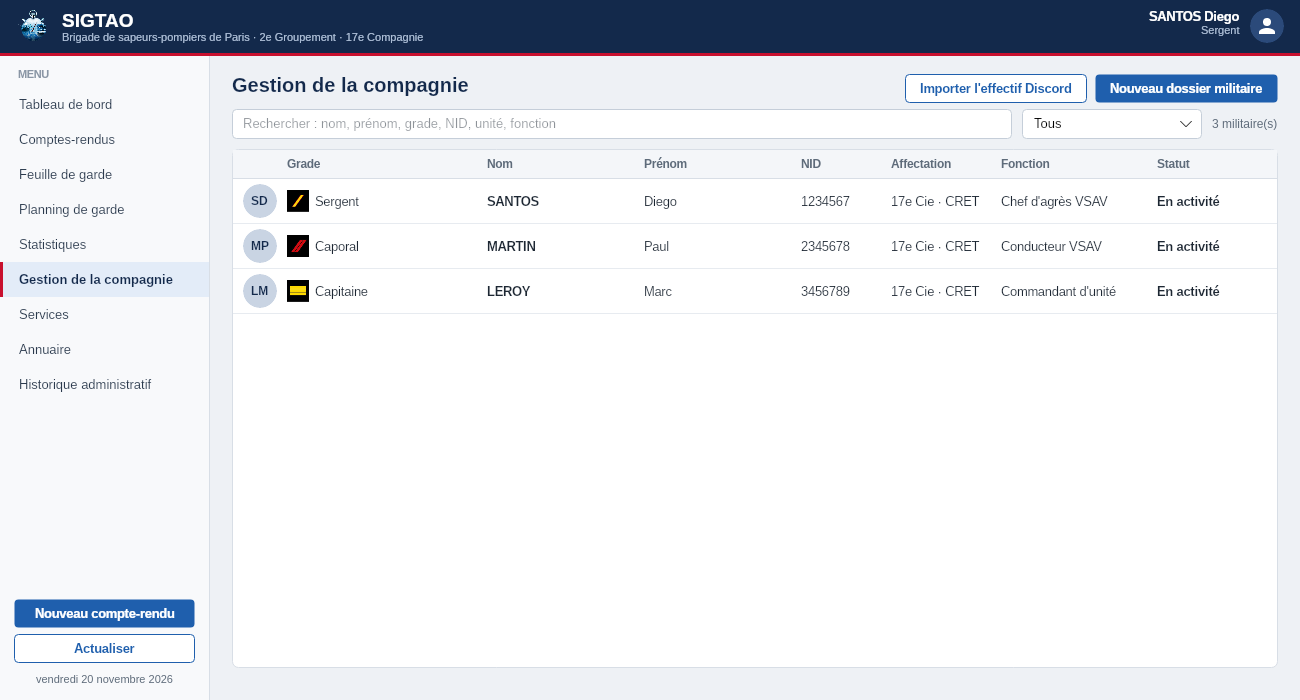 SIGTAO
Brigade de sapeurs-pompiers de Paris · 2e Groupement · 17e Compagnie
SANTOS Diego
Sergent
MENU
Tableau de bord
Comptes-rendus
Feuille de garde
Planning de garde
Statistiques
Gestion de la compagnie
Services
Annuaire
Historique administratif
Nouveau compte-rendu
Actualiser
vendredi 20 novembre 2026
Gestion de la compagnie
Importer l'effectif Discord
Nouveau dossier militaire
Rechercher : nom, prénom, grade, NID, unité, fonction
Tous
3 militaire(s)
Grade Nom Prénom NID Affectation Fonction Statut
SD Sergent SANTOS Diego 1234567 17e Cie · CRET Chef d'agrès VSAV En activité
MP Caporal MARTIN Paul 2345678 17e Cie · CRET Conducteur VSAV En activité
LM Capitaine LEROY Marc 3456789 17e Cie · CRET Commandant d'unité En activité